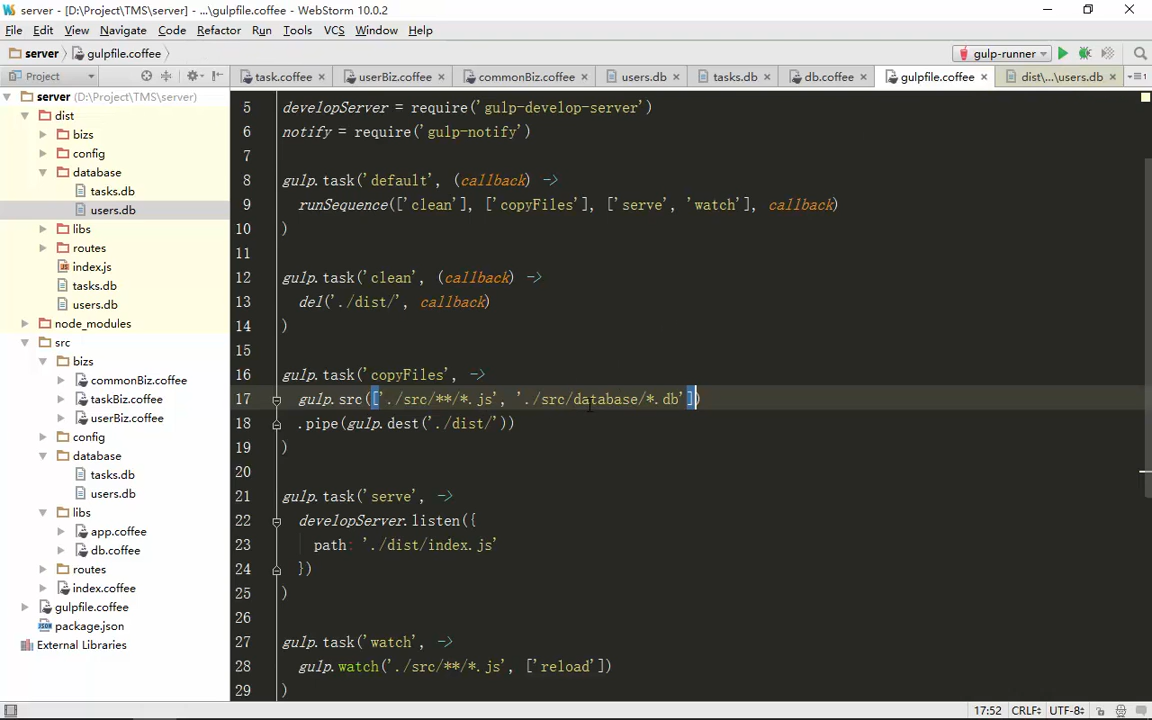 server - [D:\Project\TMS\server] - ...\gulpfile.coffee - WebStorm 10.0.2
File Edit View Navigate Code Refactor Run Tools VCS Window Help
server gulpfile.coffee gulp-runner
Project task.coffee userBiz.coffee commonBiz.coffee users.db tasks.db db.coffee gulpfile.coffee dist\...\users.db
server (D:\Project\TMS\server)
dist
bizs
config
database
tasks.db
users.db
libs
routes
index.js
tasks.db
users.db
node_modules
src
bizs
commonBiz.coffee
taskBiz.coffee
userBiz.coffee
config
database
tasks.db
users.db
libs
app.coffee
db.coffee
routes
index.coffee
gulpfile.coffee
package.json
External Libraries
5 developServer = require('gulp-develop-server')
6 notify = require('gulp-notify')
7
8 gulp.task('default', (callback) ->
9 runSequence(['clean'], ['copyFiles'], ['serve', 'watch'], callback)
10 )
11
12 gulp.task('clean', (callback) ->
13 del('./dist/', callback)
14 )
15
16 gulp.task('copyFiles', ->
17 gulp.src(['./src/**/*.js', './src/database/*.db'])
18 .pipe(gulp.dest('./dist/'))
19 )
20
21 gulp.task('serve', ->
22 developServer.listen({
23 path: './dist/index.js'
24 })
25 )
26
27 gulp.task('watch', ->
28 gulp.watch('./src/**/*.js', ['reload'])
29 )
17:52 CRLF UTF-8